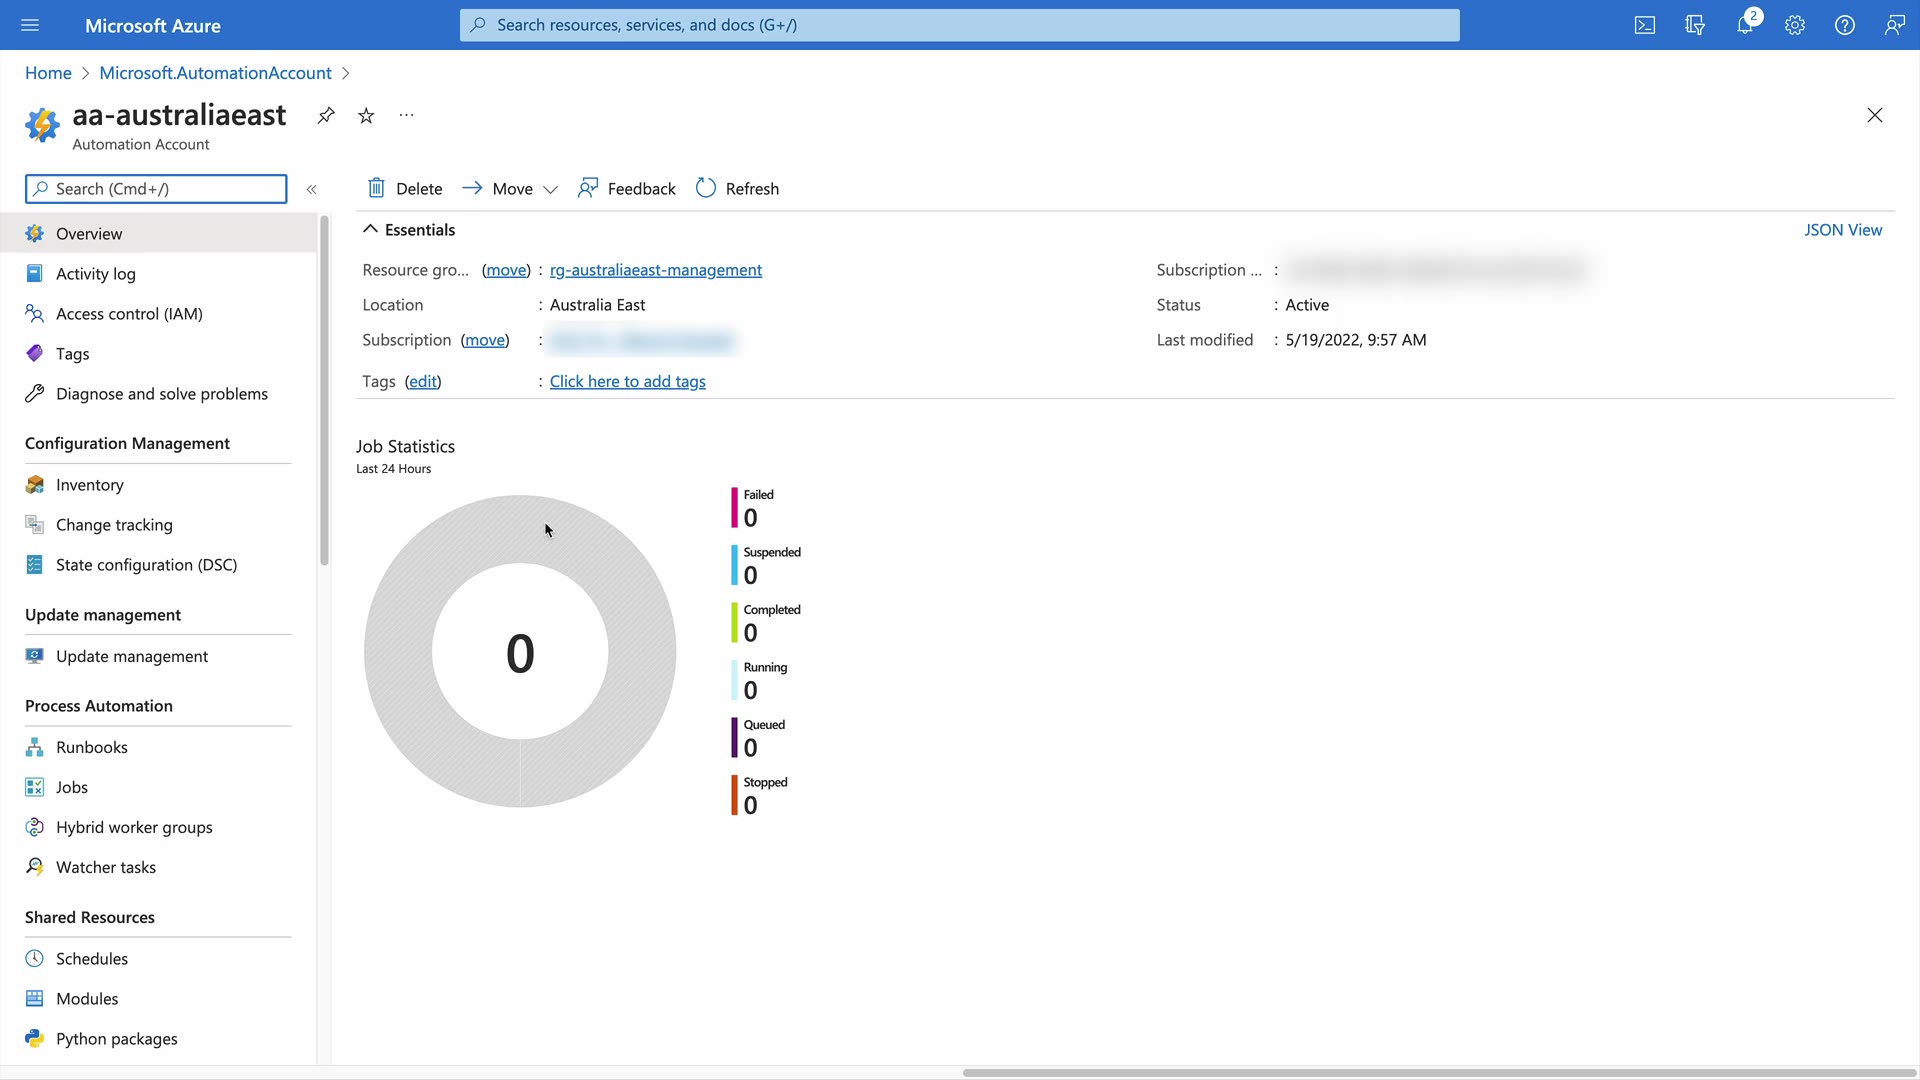 Microsoft Azure
Search resources, services, and docs (G+/)
2
Home > Microsoft.AutomationAccount >
aa-australiaeast
Automation Account
Search (Cmd+/)
Delete
Move
Feedback
Refresh
Overview
Activity log
Access control (IAM)
Tags
Diagnose and solve problems
Configuration Management
Inventory
Change tracking
State configuration (DSC)
Update management
Update management
Process Automation
Runbooks
Jobs
Hybrid worker groups
Watcher tasks
Shared Resources
Schedules
Modules
Python packages
Essentials
JSON View
Resource gro... (move) : rg-australiaeast-management
Location : Australia East
Subscription (move) :
Tags (edit) : Click here to add tags
Subscription ... :
Status : Active
Last modified : 5/19/2022, 9:57 AM
Job Statistics
Last 24 Hours
0
Failed
0
Suspended
0
Completed
0
Running
0
Queued
0
Stopped
0